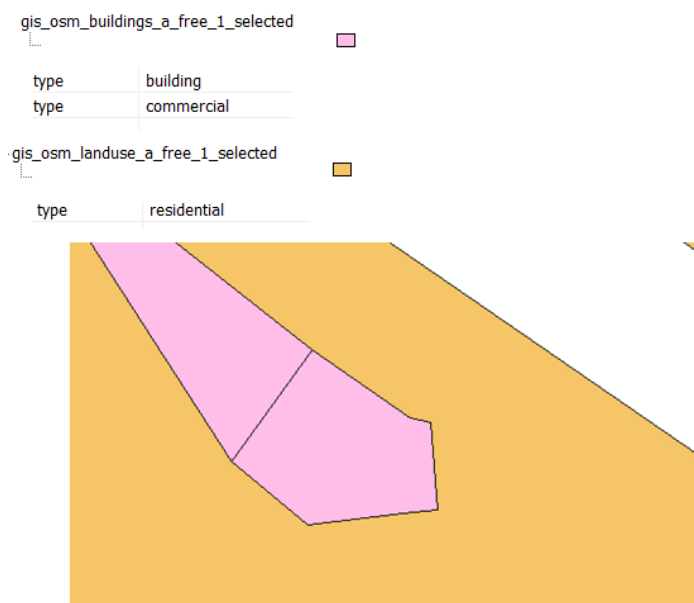 gis_osm_buildings_a_free_1_selected
type building
type commercial
gis_osm_landuse_a_free_1_selected
type residential